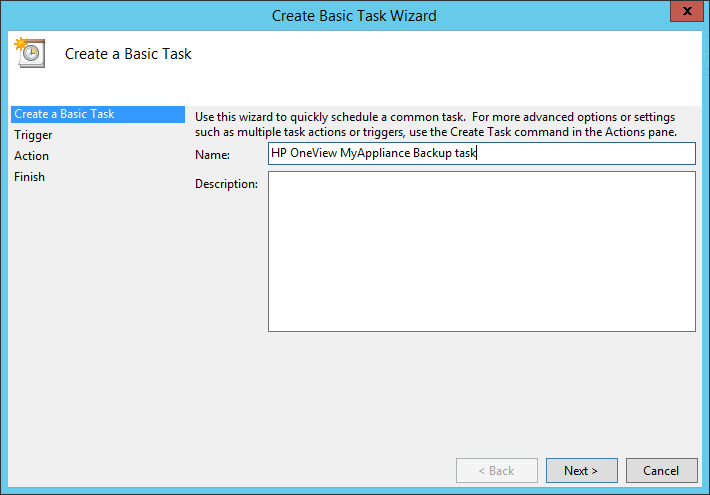 Create Basic Task Wizard
X
Create a Basic Task
Create a Basic Task
Trigger
Action
Finish
Use this wizard to quickly schedule a common task.  For more advanced options or settings
such as multiple task actions or triggers, use the Create Task command in the Actions pane.
Name:
HP OneView MyAppliance Backup task
Description:
< Back
Next >
Cancel